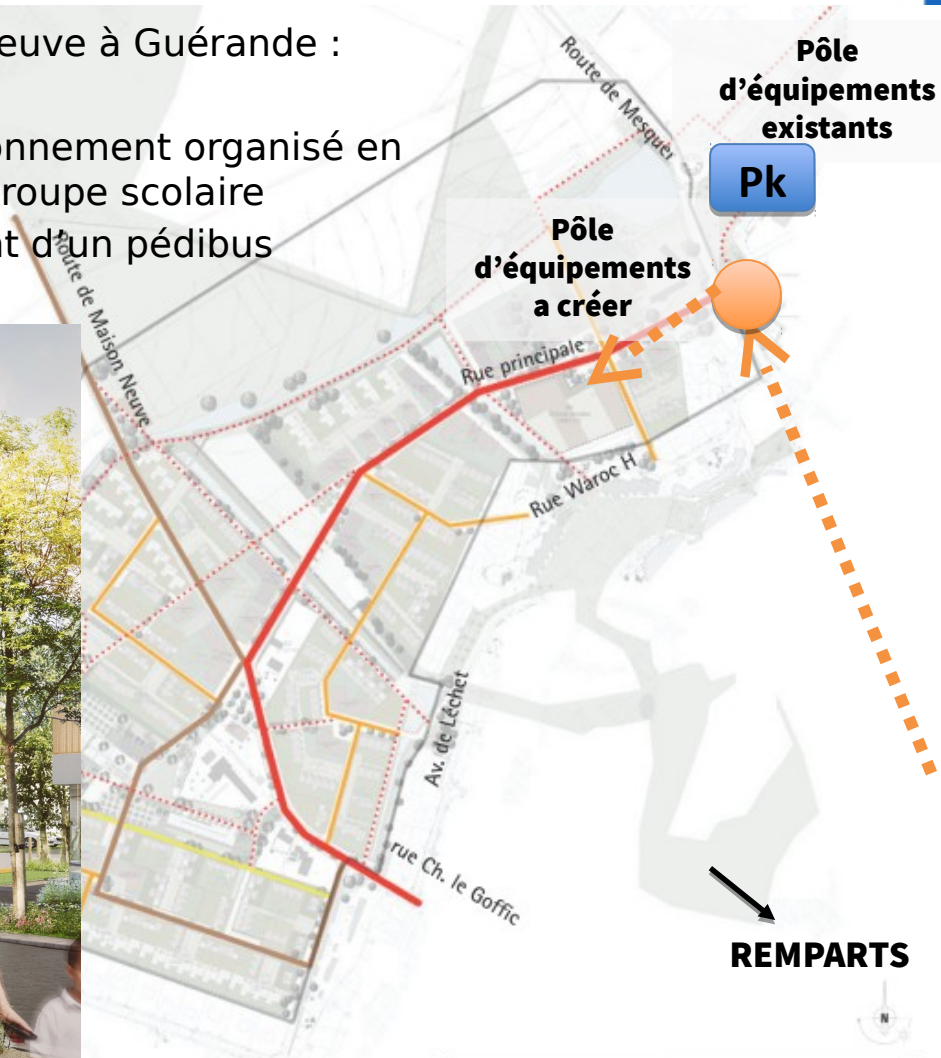 euve à Guérande :
onnement organisé en
roupe scolaire
t d'un pédibus
Route de Mesquer
Pôle
d'équipements
existants
Pk
Pôle
d'équipements
a créer
Route de Maison Neuve
Rue principale
Rue Waroc H
Av. de Léchet
rue Ch. le Goffic
REMPARTS
N